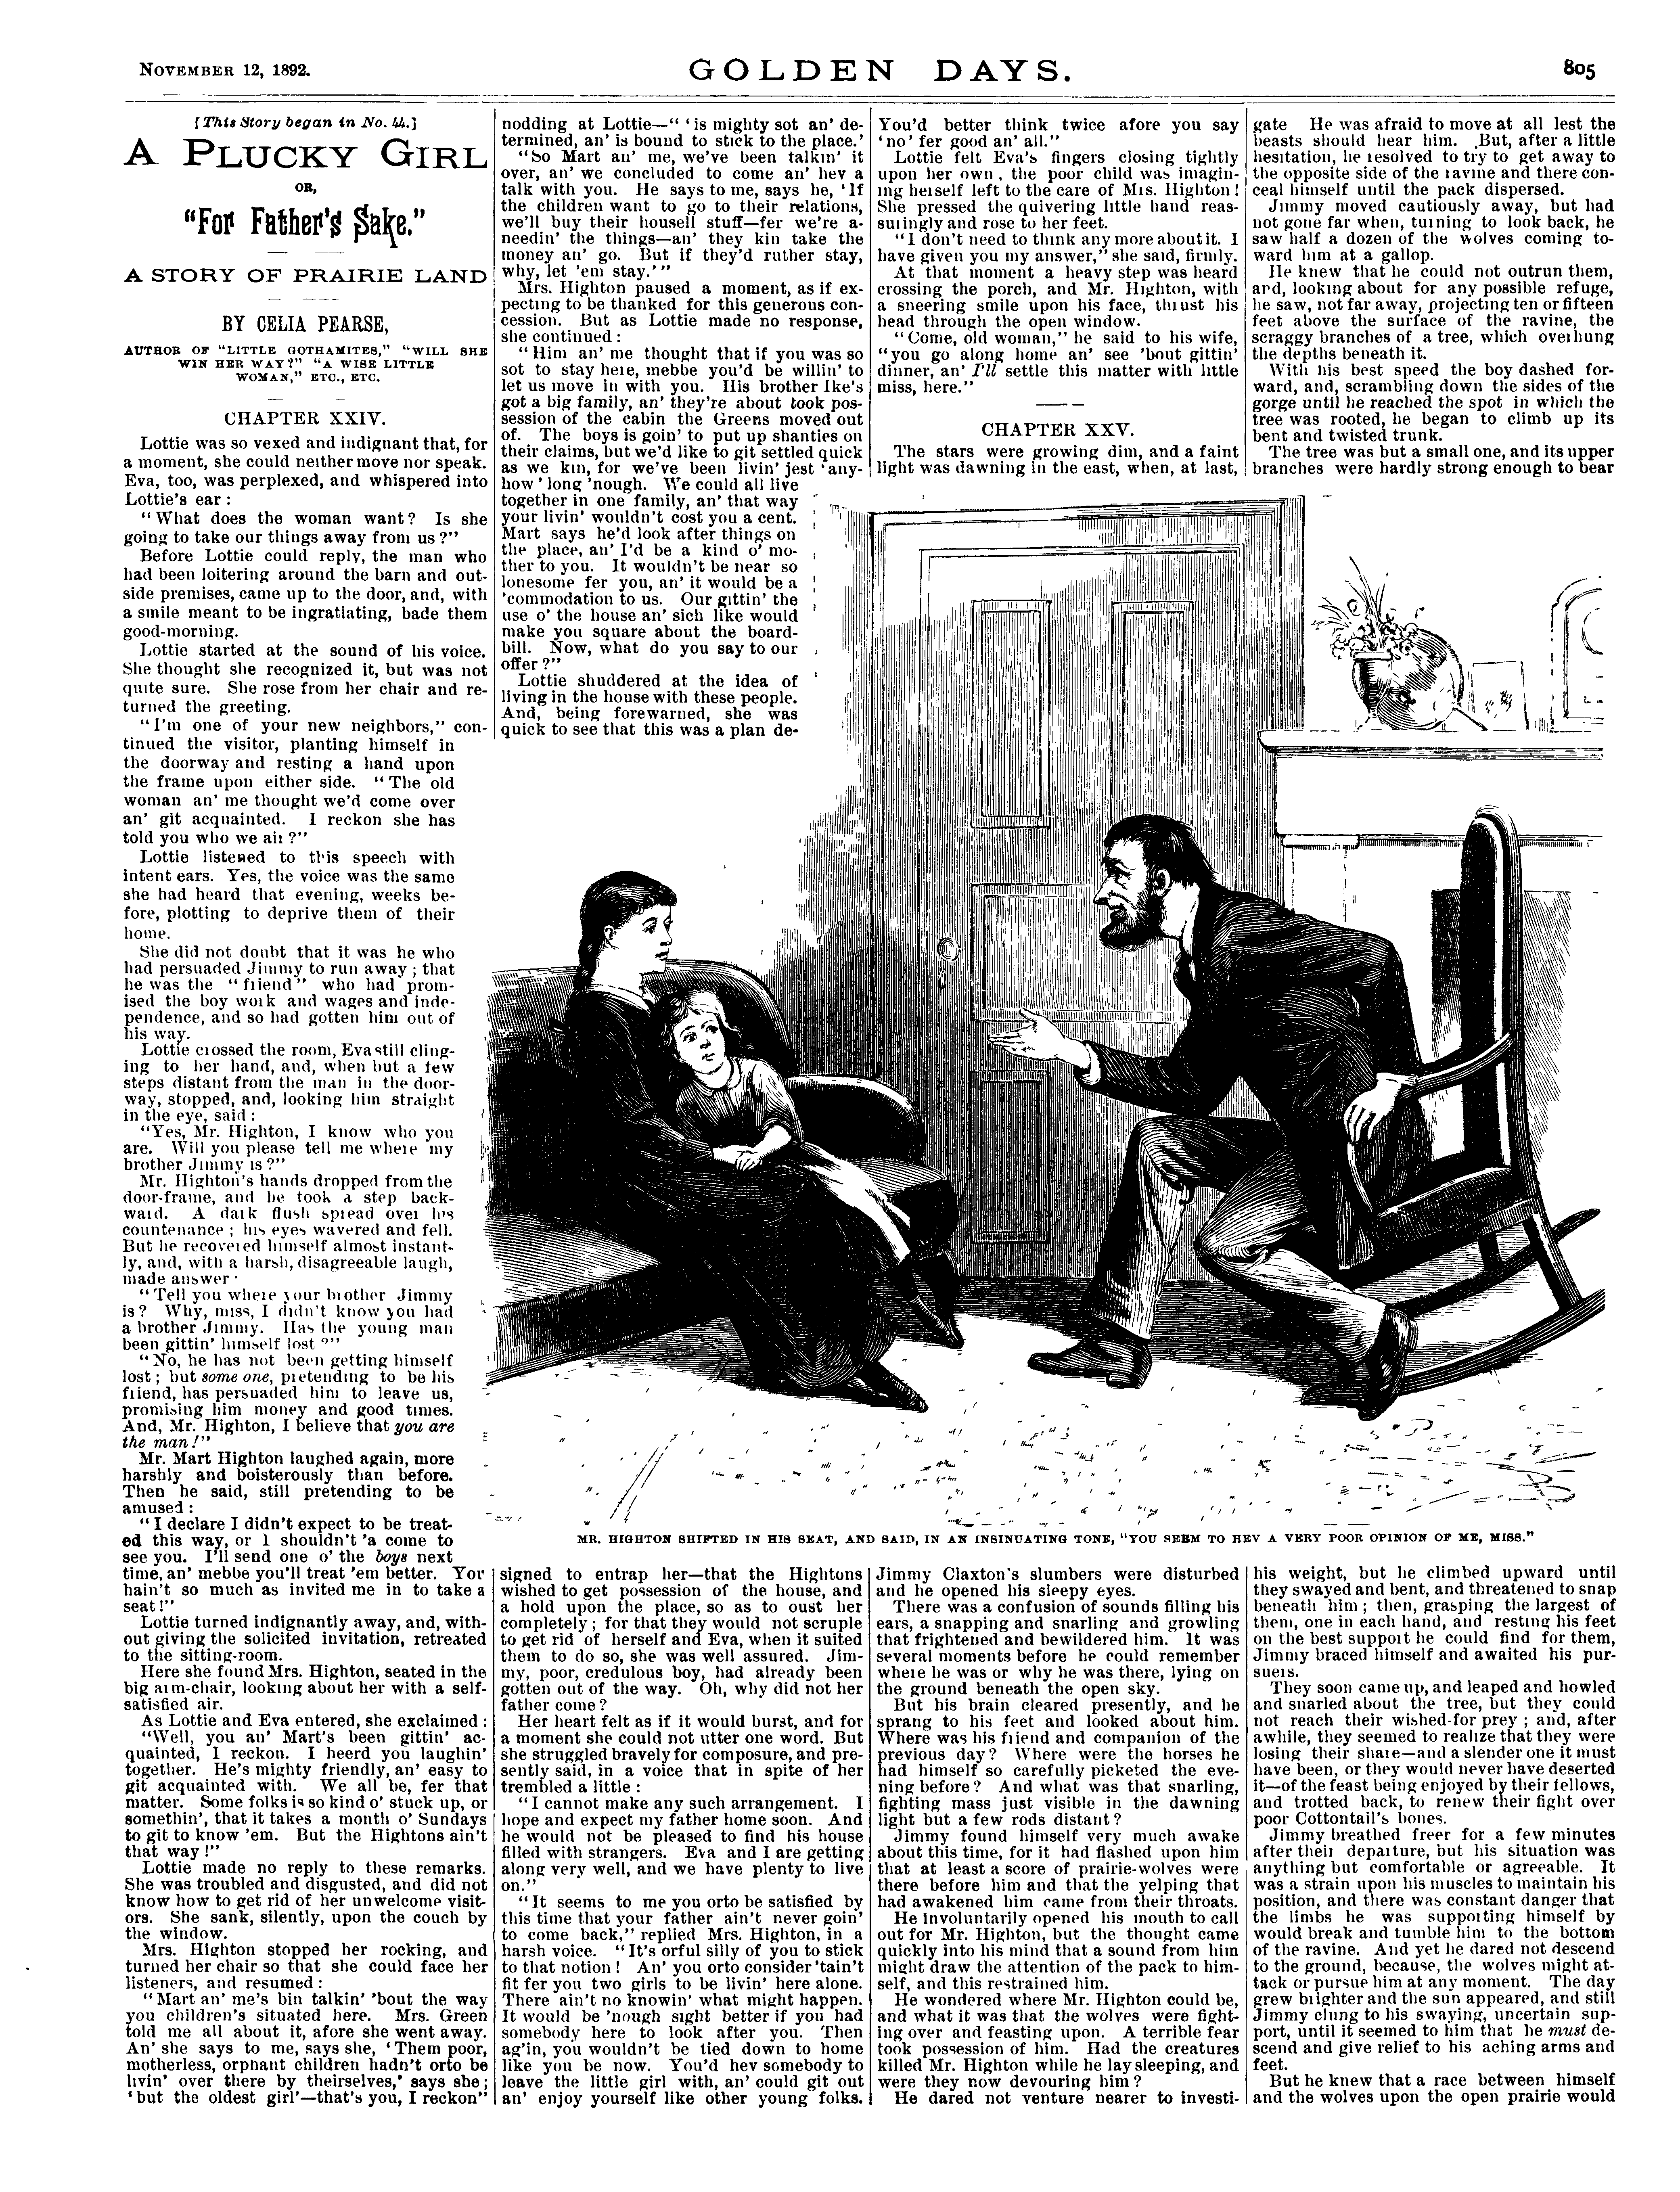 NOVEMBER 12, 1892.
GOLDEN DAYS.
805
[This Story began in No. 44.]
A PLUCKY GIRL
OR,
"For Father's Sake."
A STORY OF PRAIRIE LAND
BY CELIA PEARSE,
AUTHOR OF "LITTLE GOTHAMITES," "WILL SHE
WIN HER WAY?" "A WISE LITTLE
WOMAN," ETC., ETC.
CHAPTER XXIV.
Lottie was so vexed and indignant that, for
a moment, she could neither move nor speak.
Eva, too, was perplexed, and whispered into
Lottie's ear:
"What does the woman want? Is she
going to take our things away from us?"
Before Lottie could reply, the man who
had been loitering around the barn and out-
side premises, came up to the door, and, with
a smile meant to be ingratiating, bade them
good-morning.
Lottie started at the sound of his voice.
She thought she recognized it, but was not
quite sure. She rose from her chair and re-
turned the greeting.
"I'm one of your new neighbors," con-
tinued the visitor, planting himself in
the doorway and resting a hand upon
the frame upon either side. "The old
woman an' me thought we'd come over
an' git acquainted. I reckon she has
told you who we air?"
Lottie listened to this speech with
intent ears. Yes, the voice was the same
she had heard that evening, weeks be-
fore, plotting to deprive them of their
home.
She did not doubt that it was he who
had persuaded Jimmy to run away; that
he was the "friend" who had prom-
ised the boy work and wages and inde-
pendence, and so had gotten him out of
his way.
Lottie crossed the room, Eva still cling-
ing to her hand, and, when but a few
steps distant from the man in the door-
way, stopped, and, looking him straight
in the eye, said:
"Yes, Mr. Highton, I know who you
are. Will you please tell me where my
brother Jimmy is?"
Mr. Highton's hands dropped from the
door-frame, and he took a step back-
ward. A dark flush spread over his
countenance; his eyes wavered and fell.
But he recovered himself almost instant-
ly, and, with a harsh, disagreeable laugh,
made answer:
"Tell you where your brother Jimmy
is? Why, miss, I didn't know you had
a brother Jimmy. Has the young man
been gittin' himself lost?"
"No, he has not been getting himself
lost; but some one, pretending to be his
friend, has persuaded him to leave us,
promising him money and good times.
And, Mr. Highton, I believe that you are
the man!"
Mr. Mart Highton laughed again, more
harshly and boisterously than before.
Then he said, still pretending to be
amused:
"I declare I didn't expect to be treat-
ed this way, or I shouldn't 'a come to
see you. I'll send one o' the boys next
time, an' mebbe you'll treat 'em better. You
hain't so much as invited me in to take a
seat!"
Lottie turned indignantly away, and, with-
out giving the solicited invitation, retreated
to the sitting-room.
Here she found Mrs. Highton, seated in the
big arm-chair, looking about her with a self-
satisfied air.
As Lottie and Eva entered, she exclaimed:
"Well, you an' Mart's been gittin' ac-
quainted, I reckon. I heerd you laughin'
together. He's mighty friendly, an' easy to
git acquainted with. We all be, fer that
matter. Some folks is so kind o' stuck up, or
somethin', that it takes a month o' Sundays
to git to know 'em. But the Hightons ain't
that way!"
Lottie made no reply to these remarks.
She was troubled and disgusted, and did not
know how to get rid of her unwelcome visit-
ors. She sank, silently, upon the couch by
the window.
Mrs. Highton stopped her rocking, and
turned her chair so that she could face her
listeners, and resumed:
"Mart an' me's bin talkin' 'bout the way
you children's situated here. Mrs. Green
told me all about it, afore she went away.
An' she says to me, says she, 'Them poor,
motherless, orphant children hadn't orto be
livin' over there by theirselves,' says she;
'but the oldest girl'—that's you, I reckon"
nodding at Lottie—"'is mighty sot an' de-
termined, an' is bound to stick to the place.'
"So Mart an' me, we've been talkin' it
over, an' we concluded to come an' hev a
talk with you. He says to me, says he, 'If
the children want to go to their relations,
we'll buy their housell stuff—fer we're a-
needin' the things—an' they kin take the
money an' go. But if they'd ruther stay,
why, let 'em stay.'"
Mrs. Highton paused a moment, as if ex-
pecting to be thanked for this generous con-
cession. But as Lottie made no response,
she continued:
"Him an' me thought that if you was so
sot to stay here, mebbe you'd be willin' to
let us move in with you. His brother Ike's
got a big family, an' they're about took pos-
session of the cabin the Greens moved out
of. The boys is goin' to put up shanties on
their claims, but we'd like to git settled quick
as we kin, for we've been livin' jest 'any-
how' long 'nough. We could all live
together in one family, an' that way
your livin' wouldn't cost you a cent.
Mart says he'd look after things on
the place, an' I'd be a kind o' mo-
ther to you. It wouldn't be near so
lonesome fer you, an' it would be a
'commodation to us. Our gittin' the
use o' the house an' sich like would
make you square about the board-
bill. Now, what do you say to our
offer?"
Lottie shuddered at the idea of
living in the house with these people.
And, being forewarned, she was
quick to see that this was a plan de-
signed to entrap her—that the Hightons
wished to get possession of the house, and
a hold upon the place, so as to oust her
completely; for that they would not scruple
to get rid of herself and Eva, when it suited
them to do so, she was well assured. Jim-
my, poor, credulous boy, had already been
gotten out of the way. Oh, why did not her
father come?
Her heart felt as if it would burst, and for
a moment she could not utter one word. But
she struggled bravely for composure, and pre-
sently said, in a voice that in spite of her
trembled a little:
"I cannot make any such arrangement. I
hope and expect my father home soon. And
he would not be pleased to find his house
filled with strangers. Eva and I are getting
along very well, and we have plenty to live
on."
"It seems to me you orto be satisfied by
this time that your father ain't never goin'
to come back," replied Mrs. Highton, in a
harsh voice. "It's orful silly of you to stick
to that notion! An' you orto consider 'tain't
fit fer you two girls to be livin' here alone.
There ain't no knowin' what might happen.
It would be 'nough sight better if you had
somebody here to look after you. Then
ag'in, you wouldn't be tied down to home
like you be now. You'd hev somebody to
leave the little girl with, an' could git out
an' enjoy yourself like other young folks.
You'd better think twice afore you say
'no' fer good an' all."
Lottie felt Eva's fingers closing tightly
upon her own, the poor child was imagin-
ing herself left to the care of Mrs. Highton!
She pressed the quivering little hand reas-
suringly and rose to her feet.
"I don't need to think any more about it. I
have given you my answer," she said, firmly.
At that moment a heavy step was heard
crossing the porch, and Mr. Highton, with
a sneering smile upon his face, thrust his
head through the open window.
"Come, old woman," he said to his wife,
"you go along home an' see 'bout gittin'
dinner, an' I'll settle this matter with little
miss, here."
CHAPTER XXV.
The stars were growing dim, and a faint
light was dawning in the east, when, at last,
MR. HIGHTON SHIFTED IN HIS SEAT, AND SAID, IN AN INSINUATING TONE, "YOU SEEM TO HEV A VERY POOR OPINION OF ME, MISS."
Jimmy Claxton's slumbers were disturbed
and he opened his sleepy eyes.
There was a confusion of sounds filling his
ears, a snapping and snarling and growling
that frightened and bewildered him. It was
several moments before he could remember
where he was or why he was there, lying on
the ground beneath the open sky.
But his brain cleared presently, and he
sprang to his feet and looked about him.
Where was his friend and companion of the
previous day? Where were the horses he
had himself so carefully picketed the eve-
ning before? And what was that snarling,
fighting mass just visible in the dawning
light but a few rods distant?
Jimmy found himself very much awake
about this time, for it had flashed upon him
that at least a score of prairie-wolves were
there before him and that the yelping that
had awakened him came from their throats.
He involuntarily opened his mouth to call
out for Mr. Highton, but the thought came
quickly into his mind that a sound from him
might draw the attention of the pack to him-
self, and this restrained him.
He wondered where Mr. Highton could be,
and what it was that the wolves were fight-
ing over and feasting upon. A terrible fear
took possession of him. Had the creatures
killed Mr. Highton while he lay sleeping, and
were they now devouring him?
He dared not venture nearer to investi-
gate He was afraid to move at all lest the
beasts should hear him. But, after a little
hesitation, he resolved to try to get away to
the opposite side of the ravine and there con-
ceal himself until the pack dispersed.
Jimmy moved cautiously away, but had
not gone far when, turning to look back, he
saw half a dozen of the wolves coming to-
ward him at a gallop.
He knew that he could not outrun them,
and, looking about for any possible refuge,
he saw, not far away, projecting ten or fifteen
feet above the surface of the ravine, the
scraggy branches of a tree, which overhung
the depths beneath it.
With his best speed the boy dashed for-
ward, and, scrambling down the sides of the
gorge until he reached the spot in which the
tree was rooted, he began to climb up its
bent and twisted trunk.
The tree was but a small one, and its upper
branches were hardly strong enough to bear
his weight, but he climbed upward until
they swayed and bent, and threatened to snap
beneath him; then, grasping the largest of
them, one in each hand, and resting his feet
on the best support he could find for them,
Jimmy braced himself and awaited his pur-
suers.
They soon came up, and leaped and howled
and snarled about the tree, but they could
not reach their wished-for prey; and, after
awhile, they seemed to realize that they were
losing their share—and a slender one it must
have been, or they would never have deserted
it—of the feast being enjoyed by their fellows,
and trotted back, to renew their fight over
poor Cottontail's bones.
Jimmy breathed freer for a few minutes
after their departure, but his situation was
anything but comfortable or agreeable. It
was a strain upon his muscles to maintain his
position, and there was constant danger that
the limbs he was supporting himself by
would break and tumble him to the bottom
of the ravine. And yet he dared not descend
to the ground, because, the wolves might at-
tack or pursue him at any moment. The day
grew brighter and the sun appeared, and still
Jimmy clung to his swaying, uncertain sup-
port, until it seemed to him that he must de-
scend and give relief to his aching arms and
feet.
But he knew that a race between himself
and the wolves upon the open prairie would